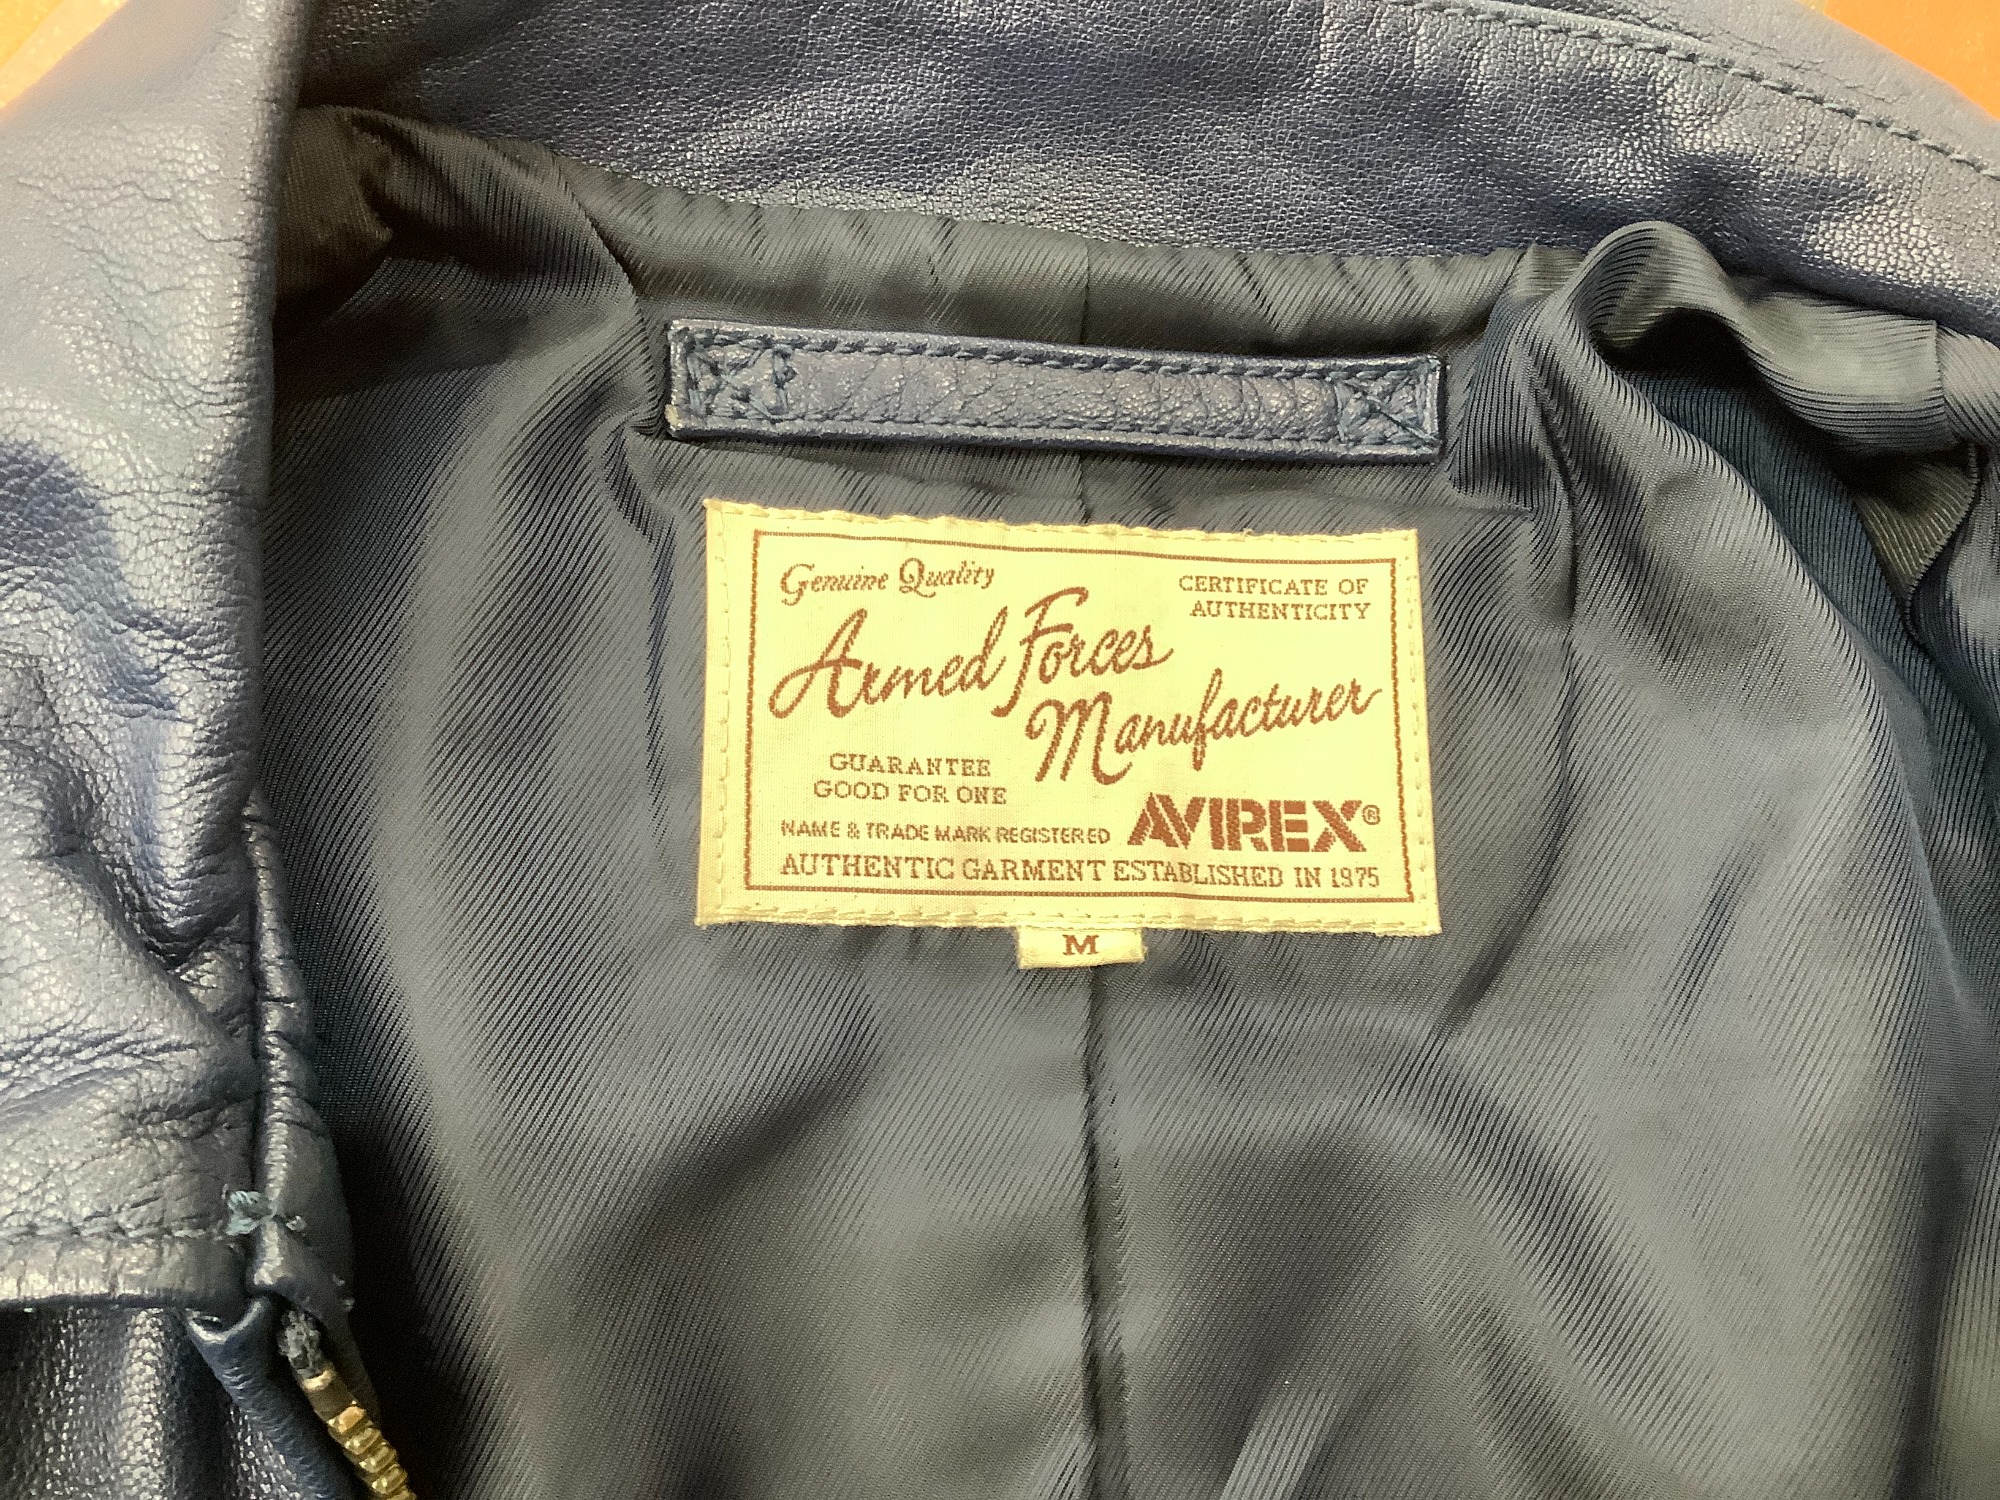 Genuine Quality
CERTIFICATE OF
AUTHENTICITY
Armed Forces
Manufacturer
GUARANTEE
GOOD FOR ONE
NAME & TRADE MARK REGISTERED
AVIREX®
AUTHENTIC GARMENT ESTABLISHED IN 1975
M